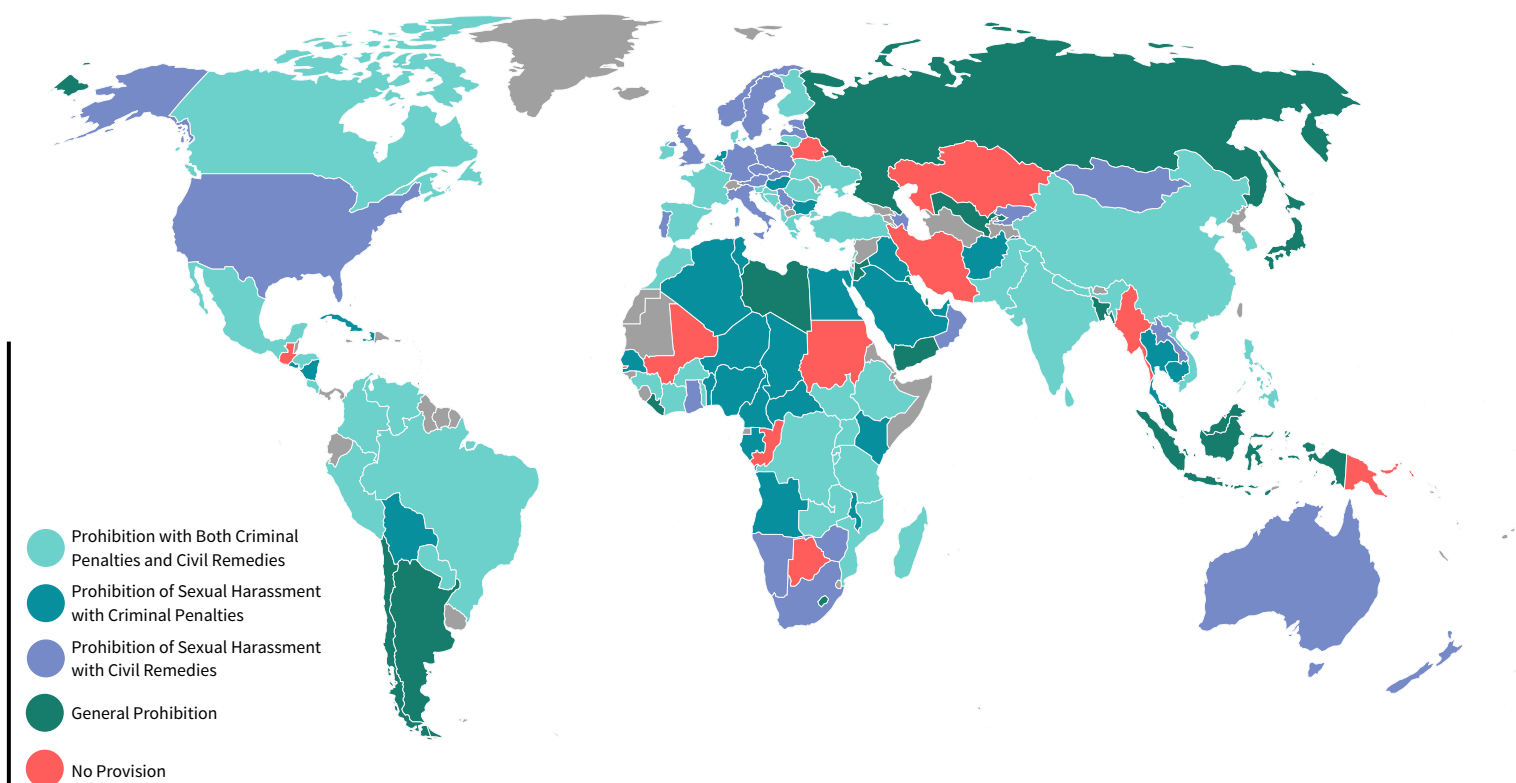 Prohibition with Both Criminal
Penalties and Civil Remedies
Prohibition of Sexual Harassment
with Criminal Penalties
Prohibition of Sexual Harassment
with Civil Remedies
General Prohibition
No Provision